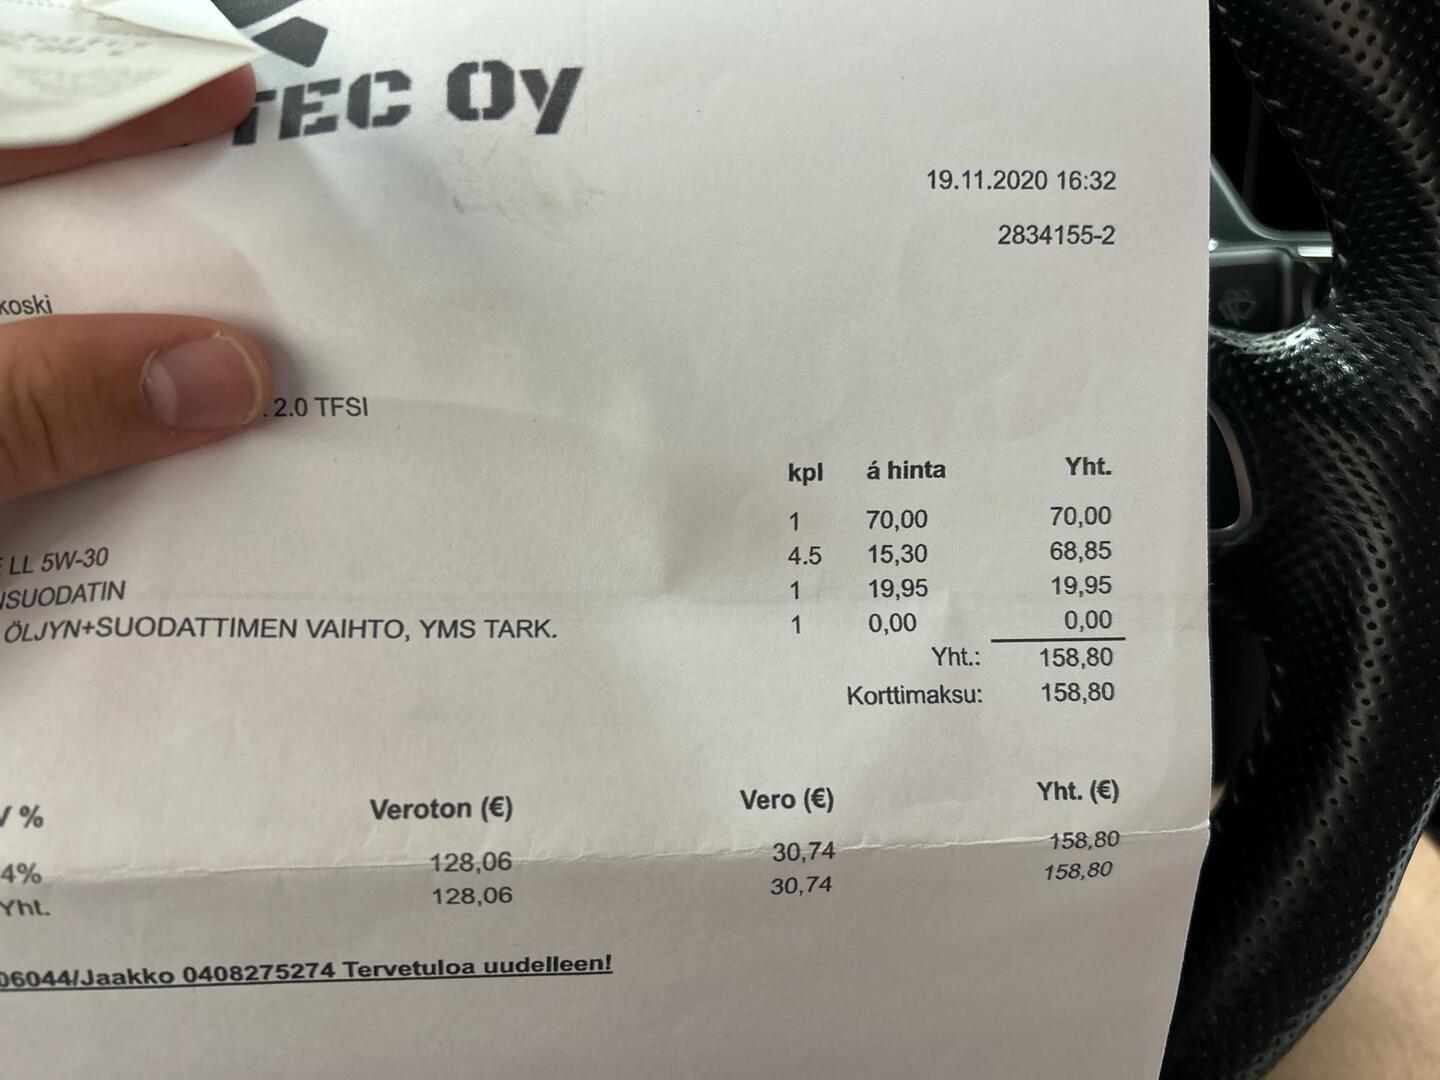 TEC Oy
19.11.2020 16:32
2834155-2
koski
. 2.0 TFSI
kpl á hinta Yht.
1 70,00 70,00
LL 5W-30 4.5 15,30 68,85
SUODATIN 1 19,95 19,95
ÖLJYN+SUODATTIMEN VAIHTO, YMS TARK. 1 0,00 0,00
Yht.: 158,80
Korttimaksu: 158,80
V % Veroton (€) Vero (€) Yht. (€)
4% 128,06 30,74 158,80
Yht. 128,06 30,74 158,80
06044/Jaakko 0408275274 Tervetuloa uudelleen!